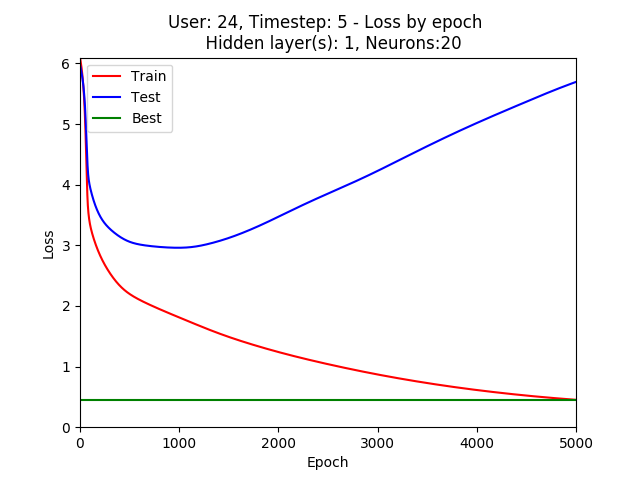 User: 24, Timestep: 5 - Loss by epoch
Hidden layer(s): 1, Neurons:20
Train
Test
Best
6
5
4
3
2
1
0
Loss
0 1000 2000 3000 4000 5000
Epoch